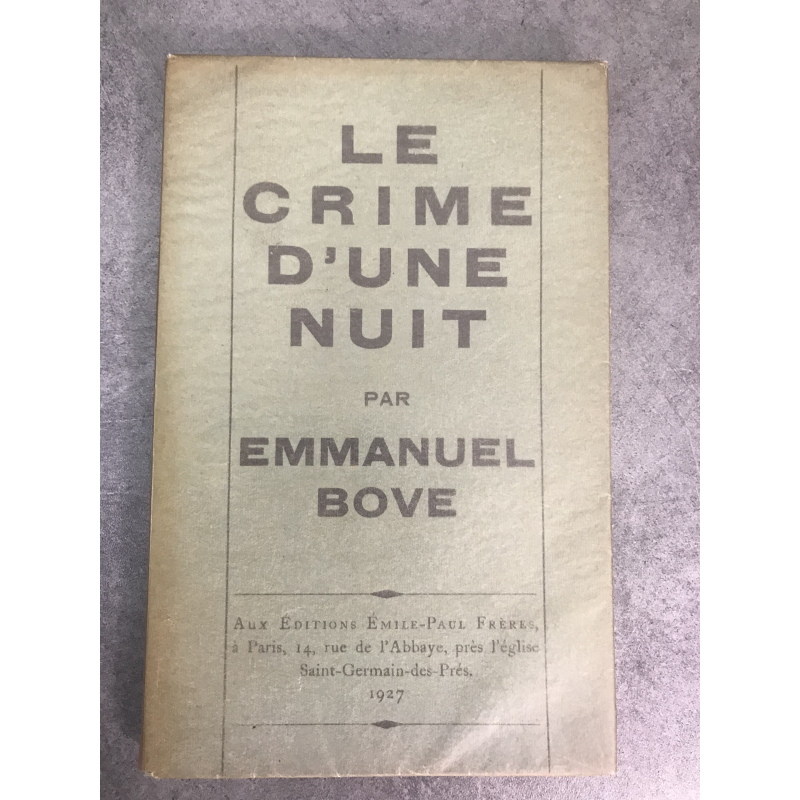 LE
CRIME
D'UNE
NUIT
PAR
EMMANUEL
BOVE
AUX ÉDITIONS ÉMILE-PAUL FRÈRES,
à Paris, 14, rue de l'Abbaye, près l'église
Saint-Germain-des-Prés.
1927